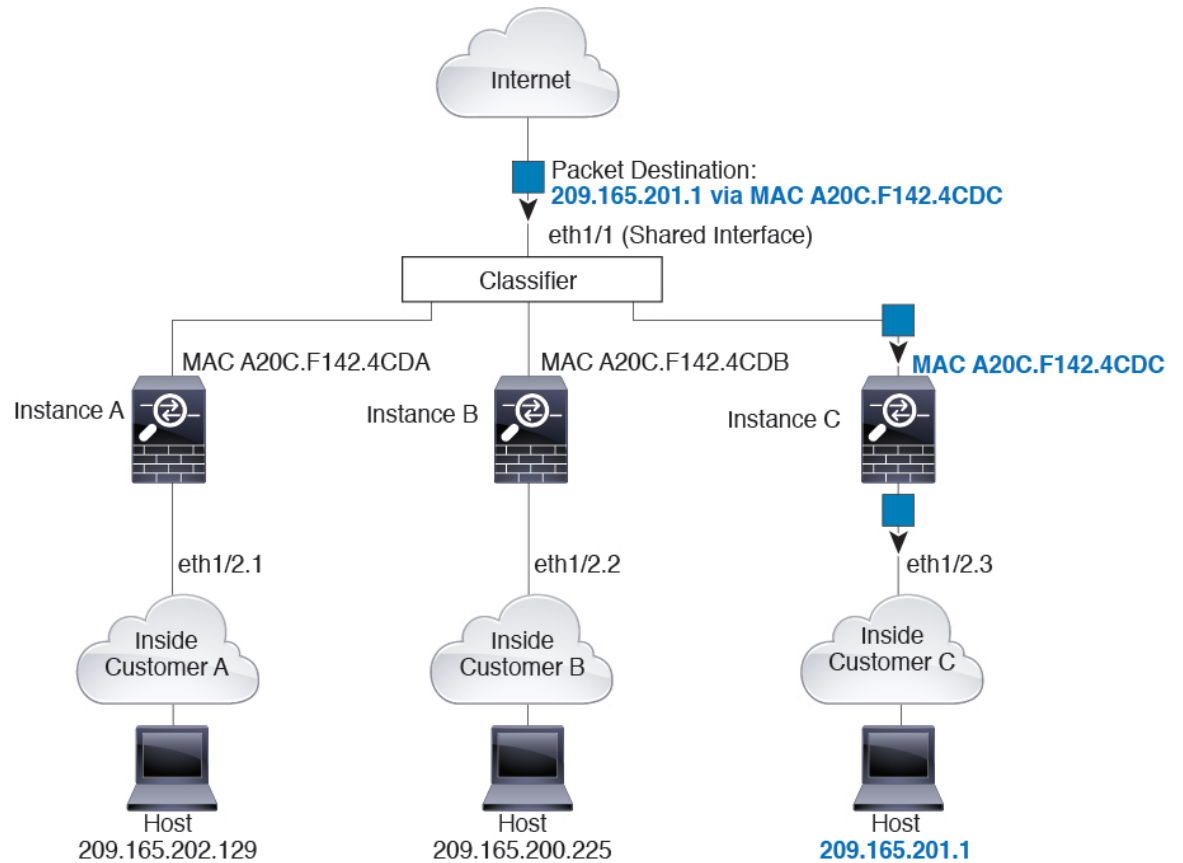 Internet
Packet Destination:
209.165.201.1 via MAC A20C.F142.4CDC
eth1/1 (Shared Interface)
Classifier
MAC A20C.F142.4CDA
MAC A20C.F142.4CDB
MAC A20C.F142.4CDC
Instance A
Instance B
Instance C
eth1/2.1
eth1/2.2
eth1/2.3
Inside
Customer A
Inside
Customer B
Inside
Customer C
Host
209.165.202.129
Host
209.165.200.225
Host
209.165.201.1